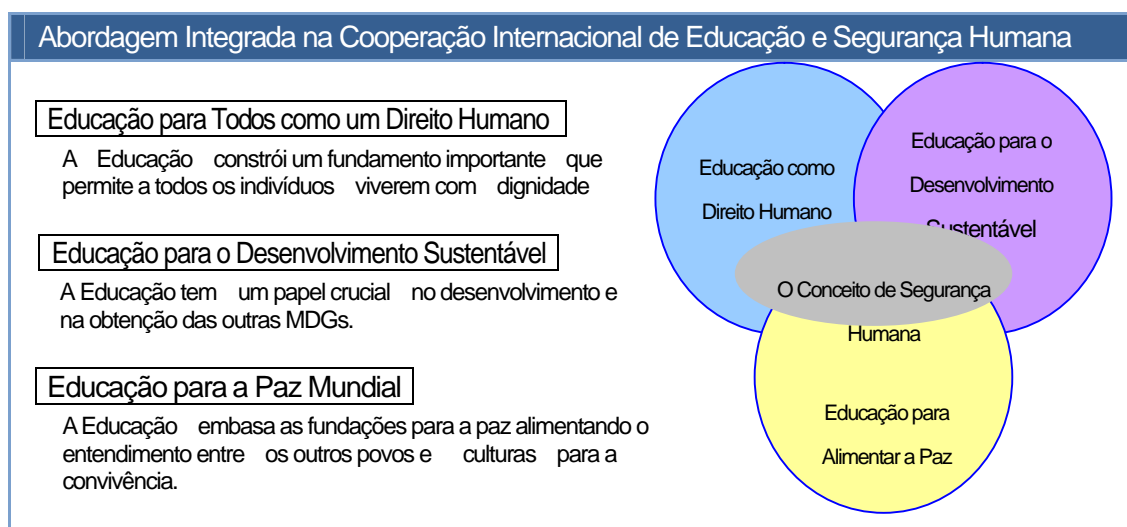 Abordagem Integrada na Cooperação Internacional de Educação e Segurança Humana
Educação para Todos como um Direito Humano
A Educação constrói um fundamento importante que
permite a todos os indivíduos viverem com dignidade
Educação para o Desenvolvimento Sustentável
A Educação tem um papel crucial no desenvolvimento e
na obtenção das outras MDGs.
Educação para a Paz Mundial
A Educação embasa as fundações para a paz alimentando o
entendimento entre os outros povos e culturas para a
convivência.
Educação como
Direito Humano
Educação para o
Desenvolvimento
Sustentável
O Conceito de Segurança
Humana
Educação para
Alimentar a Paz